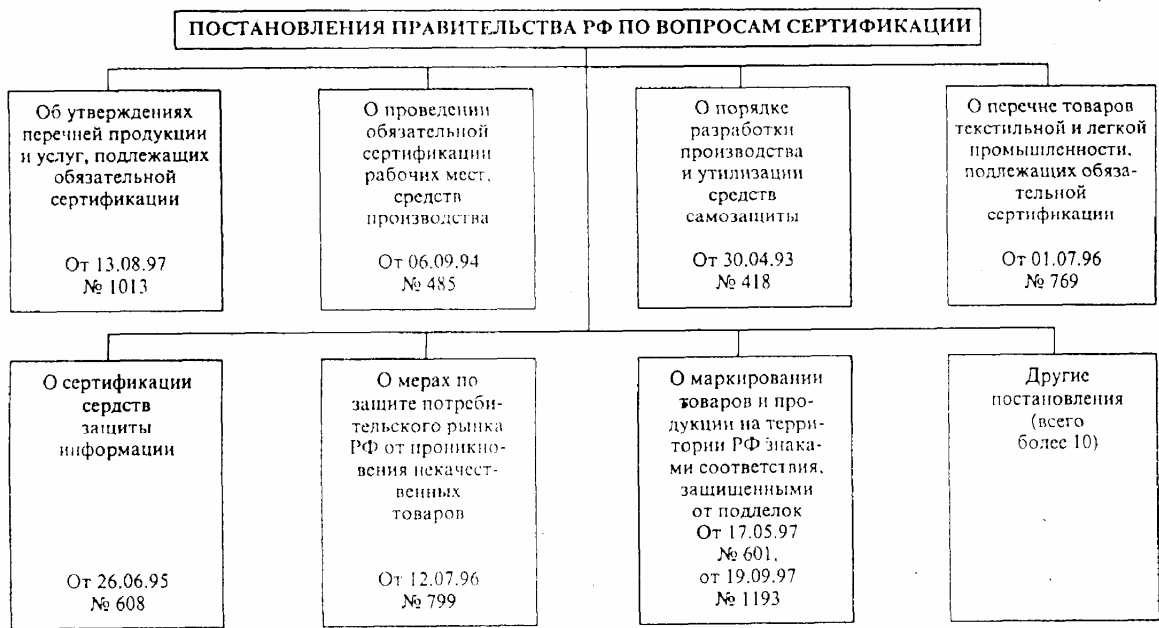 ПОСТАНОВЛЕНИЯ ПРАВИТЕЛЬСТВА РФ ПО ВОПРОСАМ СЕРТИФИКАЦИИ
Об утверждениях
перечней продукции
и услуг, подлежащих
обязательной
сертификации
От 13.08.97
№ 1013
О проведении
обязательной
сертификации
рабочих мест,
средств
производства
От 06.09.94
№ 485
О порядке
разработки
производства
и утилизации
средств
самозащиты
От 30.04.93
№ 418
О перечне товаров
текстильной и легкой
промышленности,
подлежащих обяза-
тельной
сертификации
От 01.07.96
№ 769
О сертификации
сердств
защиты
информации
От 26.06.95
№ 608
О мерах по
защите потреби-
тельского рынка
РФ от проникно-
вения некачест-
венных
товаров
От 12.07.96
№ 799
О маркировании
товаров и про-
дукции на терри-
тории РФ знака-
ми соответствия,
защищенными
от подделок
От 17.05.97
№ 601,
от 19.09.97
№ 1193
Другие
постановления
(всего
более 10)